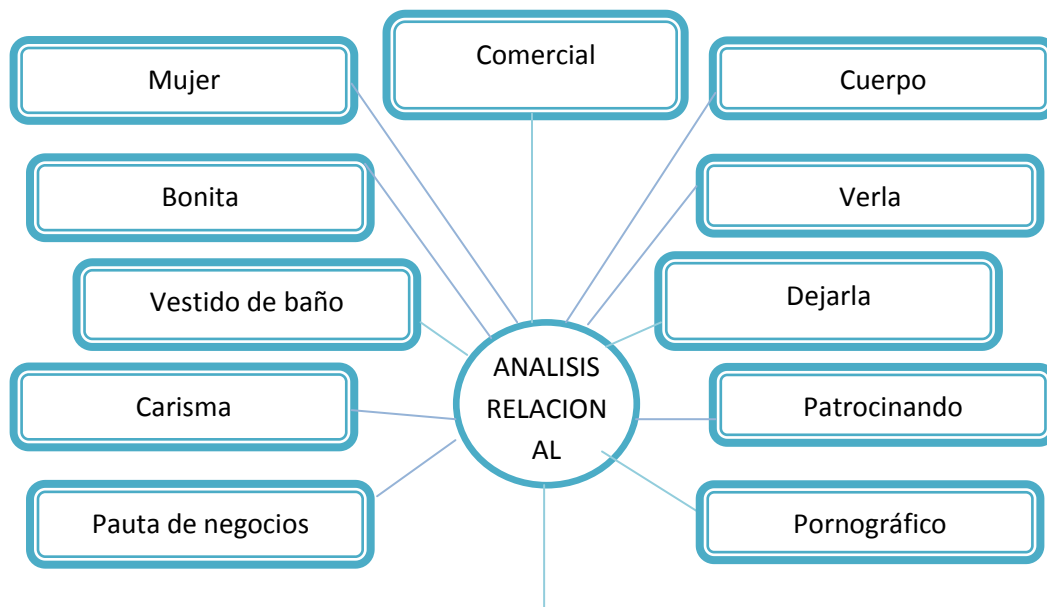 Comercial
Mujer
Cuerpo
Bonita
Verla
Vestido de baño
Dejarla
ANALISIS
RELACION
AL
Carisma
Patrocinando
Pauta de negocios
Pornográfico